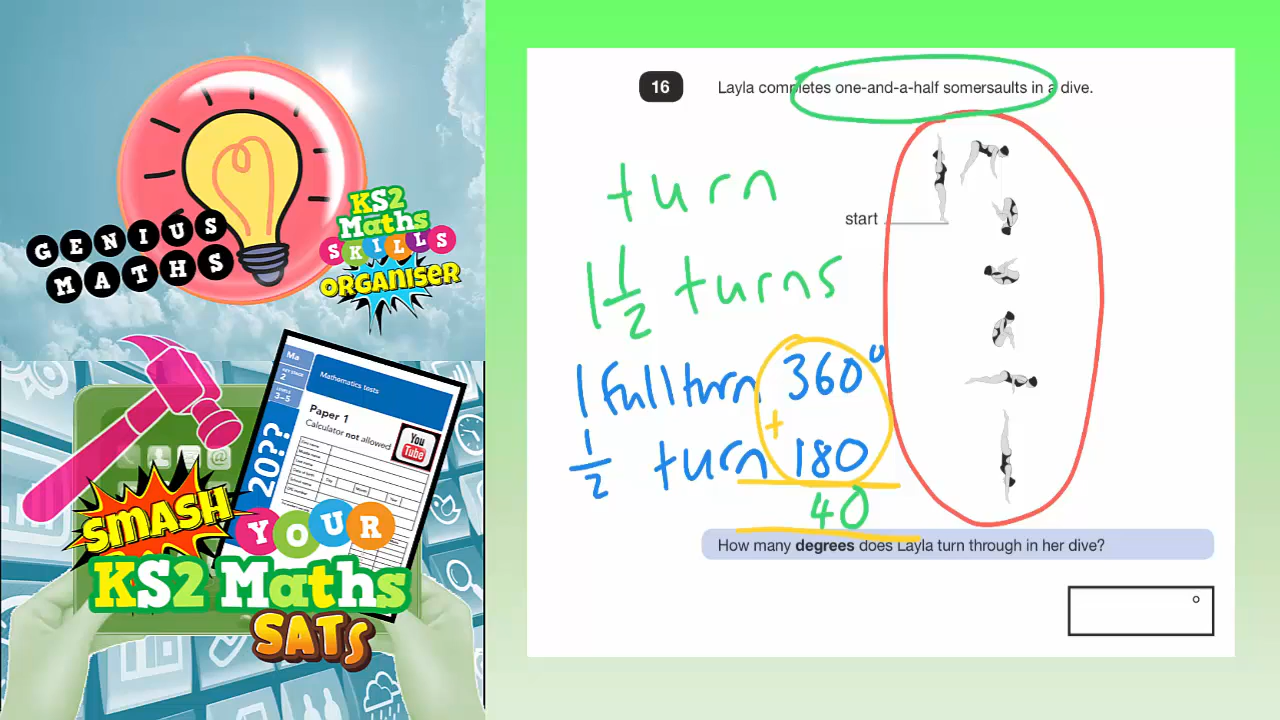 GENIUS
MATHS
KS2
Maths
SKILLS
ORGANISER
Ma
KEY STAGE
2
LEVELS
3–5
Mathematics tests
Paper 1
Calculator not allowed
You
Tube
20??
SMASH
YOUR
KS2 Maths
SATS
16
Layla completes one-and-a-half somersaults in a dive.
turn
start
1 1/2 turns
1 full turn 360°
+
1/2 turn 180
40
How many degrees does Layla turn through in her dive?
°